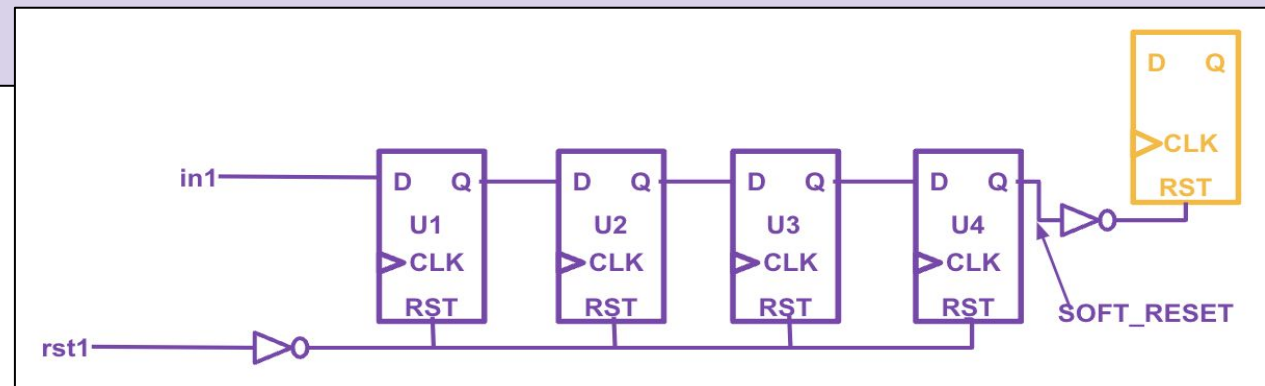 D Q
CLK
RST
in1
D Q
U1
CLK
RST
D Q
U2
CLK
RST
D Q
U3
CLK
RST
D Q
U4
CLK
RST
SOFT_RESET
rst1